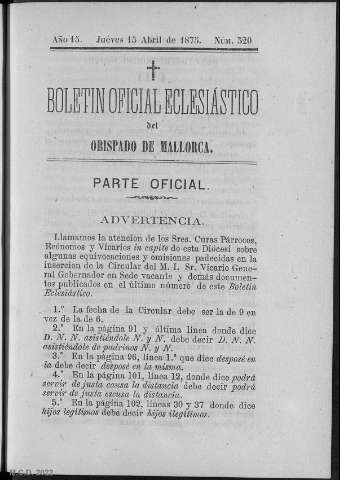 Año 15. Jueves 15 Abril de 1875. Núm. 520
BOLETIN OFICIAL ECLESIÁSTICO
del
OBISPADO DE MALLORCA.
PARTE OFICIAL.
ADVERTENCIA.
Llamamos la atencion de los Sres. Curas Párrocos,
Ecónomos y Vicarios in capite de esta Diócesi sobre
algunas equivocaciones y omisiones padecidas en la
insercion de la Circular del M. I. Sr. Vicario Gene-
ral Gobernador en Sede vacante y demás documen-
tos publicados en el último número de este Boletin
Eclesiástico.
1.° La fecha de la Circular debe ser la de 9 en
vez de la de 6.
2.° En la página 91 y última línea donde dice
D. N. N. asistiéndole N. y N. debe decir D. N. N.
asistiéndole de padrinos N. y N.
3.° En la página 96, línea 1.ª que dice desposé en
la debe decir desposé en la misma.
4.° En la página 101, línea 12, donde dice podrá
servir de justa causa la distancia debe decir podrá
servir de justa escusa la distancia.
5.° En la página 102, líneas 30 y 37 donde dice
hijos legítimos debe decir hijos ilegítimos.
M.C.D. 2022